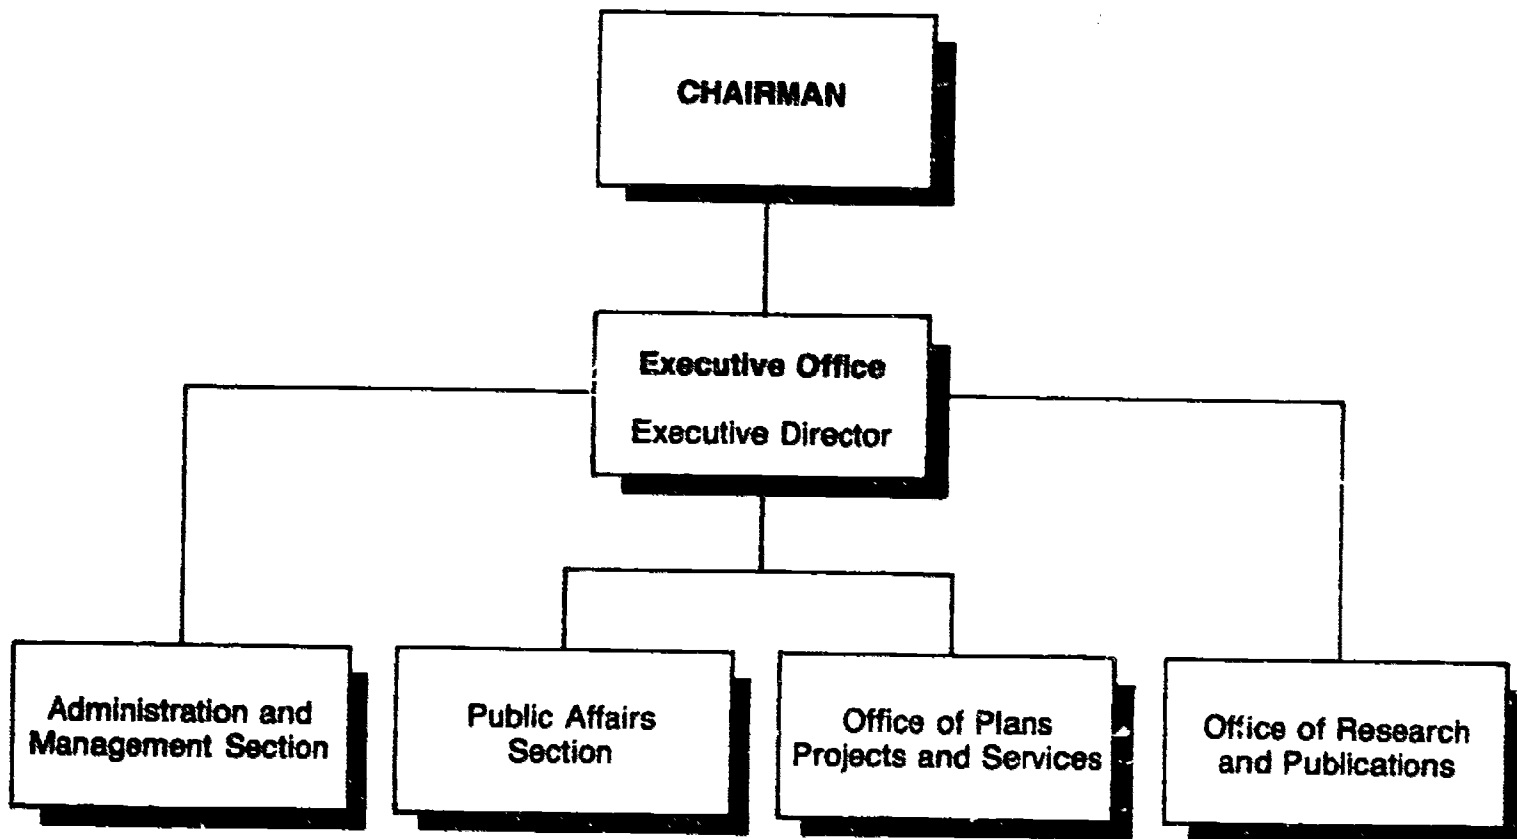 CHAIRMAN
Executive Office
Executive Director
Administration and
Management Section
Public Affairs
Section
Office of Plans
Projects and Services
Office of Research
and Publications